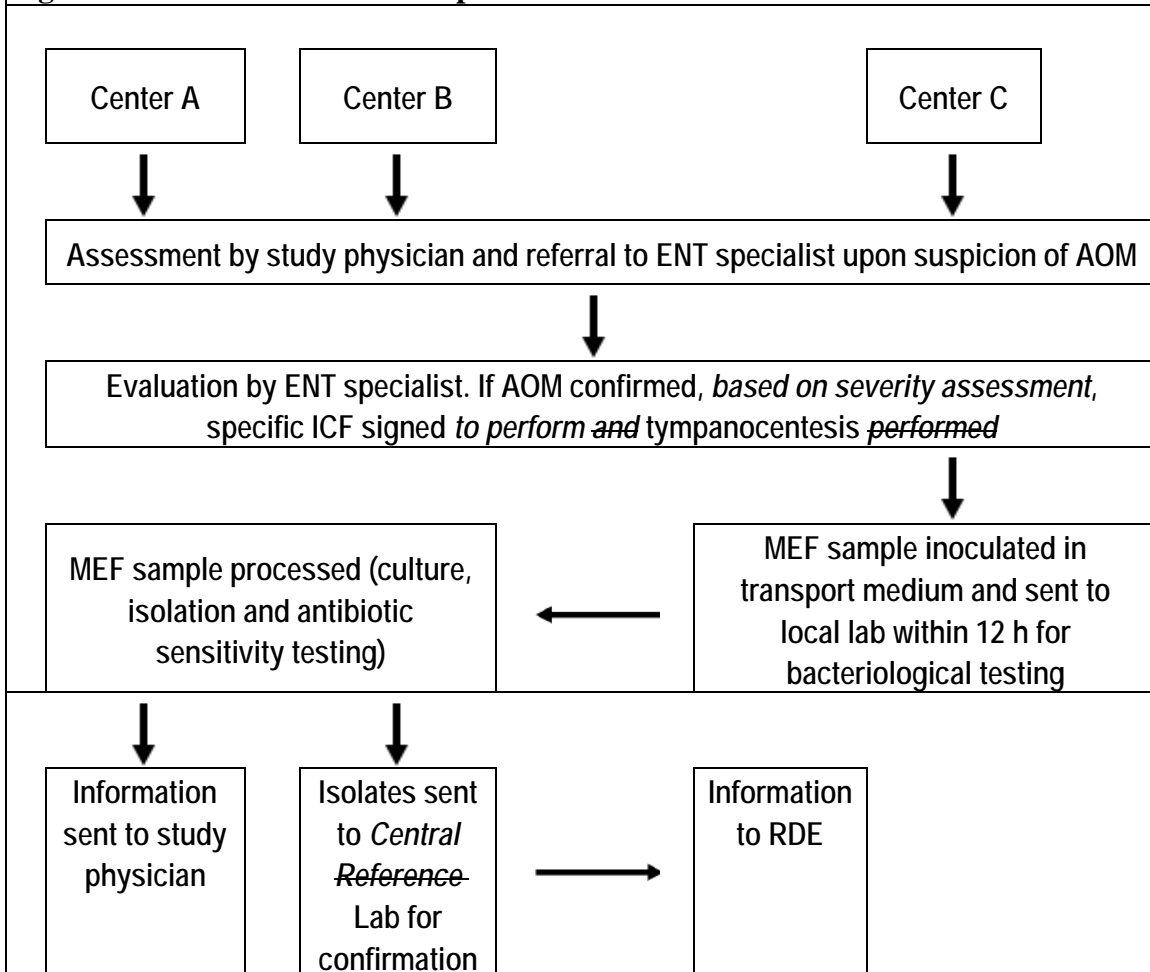 Center A
Center B
Center C
Assessment by study physician and referral to ENT specialist upon suspicion of AOM
Evaluation by ENT specialist. If AOM confirmed, based on severity assessment,
specific ICF signed to perform and tympanocentesis performed
MEF sample processed (culture,
isolation and antibiotic
sensitivity testing)
MEF sample inoculated in
transport medium and sent to
local lab within 12 h for
bacteriological testing
Information
sent to study
physician
Isolates sent
to Central
Reference
Lab for
confirmation
Information
to RDE